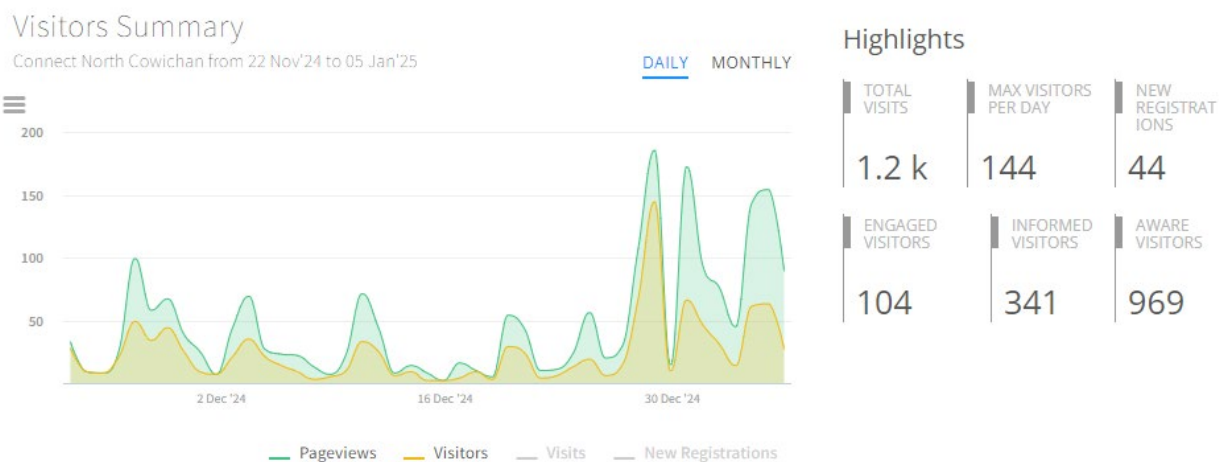 Visitors Summary
Connect North Cowichan from 22 Nov'24 to 05 Jan'25
DAILY MONTHLY
200
150
100
50
2 Dec '24 16 Dec '24 30 Dec '24
Pageviews Visitors Visits New Registrations
Highlights
TOTAL
VISITS
1.2 k
MAX VISITORS
PER DAY
144
NEW
REGISTRAT
IONS
44
ENGAGED
VISITORS
104
INFORMED
VISITORS
341
AWARE
VISITORS
969